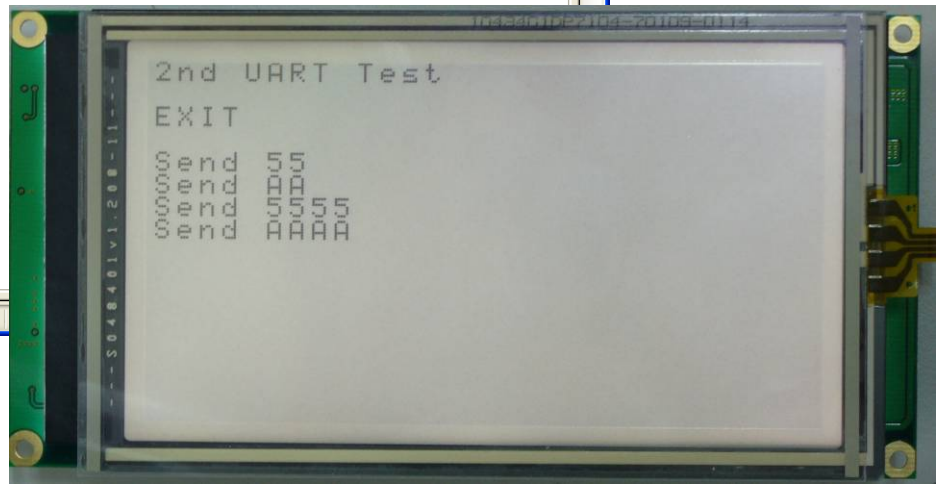 2nd UART Test
EXIT
Send 55
Send AA
Send 5555
Send AAAA